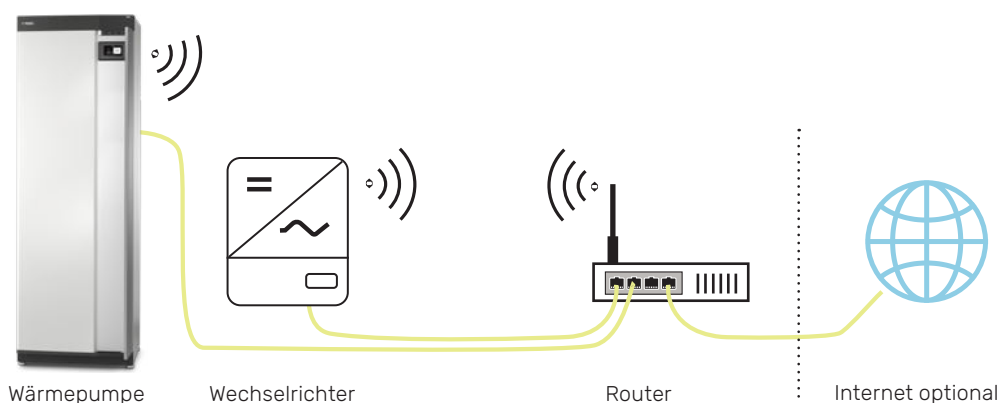 Wärmepumpe
Wechselrichter
Router
Internet optional